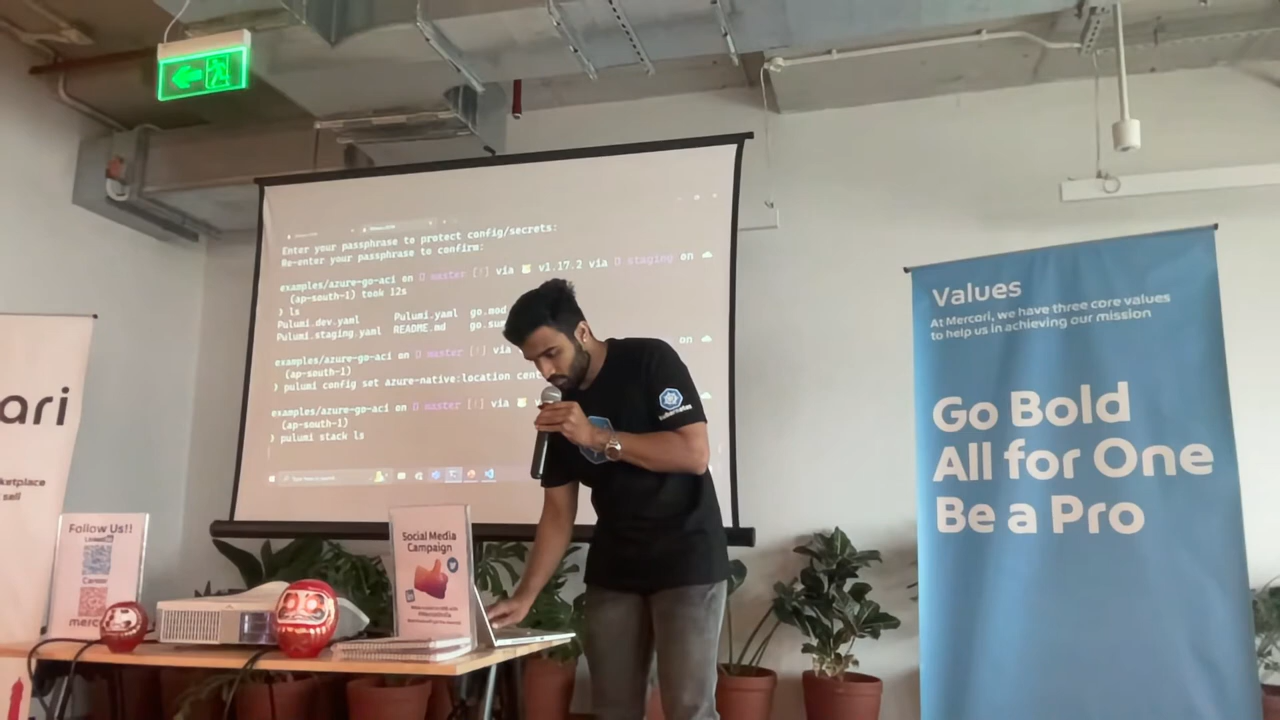 Enter your passphrase to protect config/secrets:
Re-enter your passphrase to confirm:
examples/azure-go-aci on master [!] via v1.17.2 via staging on
(ap-south-1) took 12s
❯ ls
Pulumi.dev.yaml Pulumi.yaml go.mod
Pulumi.staging.yaml README.md
examples/azure-go-aci on master [!] via
(ap-south-1)
❯ pulumi config set azure-native:location
examples/azure-go-aci on master [!] via
(ap-south-1)
❯ pulumi stack ls
kubernetes
Values
At Mercari, we have three core values
to help us in achieving our mission
Go Bold
All for One
Be a Pro
ari
sell
Follow Us!!
LinkedIn
Career
Social Media
Campaign